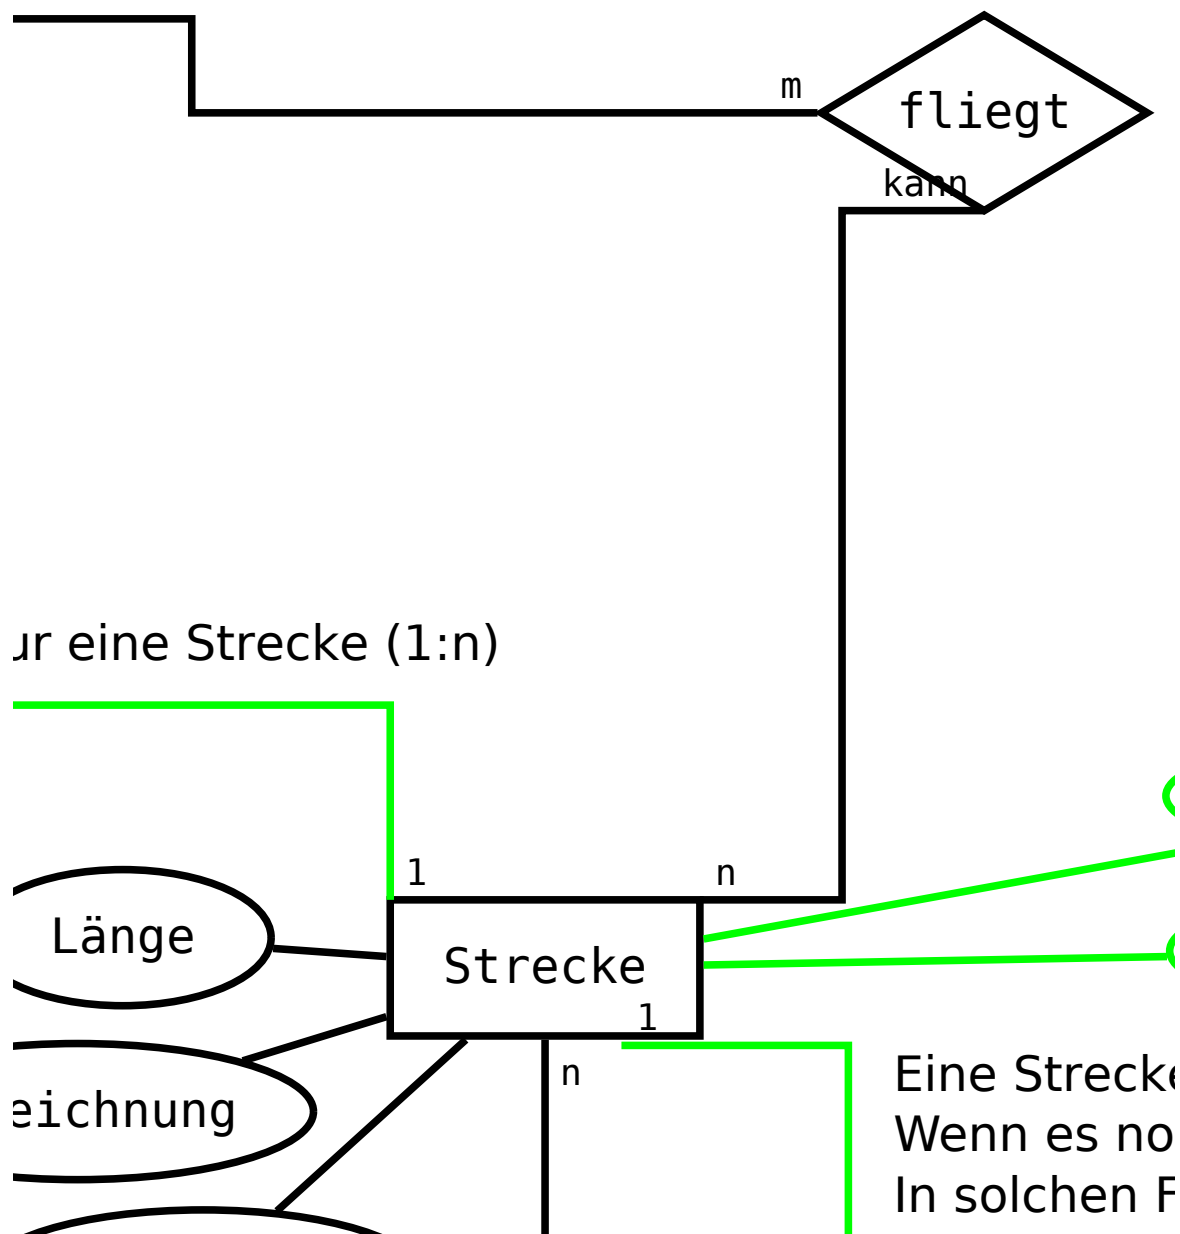 m
fliegt
kann
ur eine Strecke (1:n)
1
n
Länge
Strecke
1
n
eichnung
Eine Strecke
Wenn es no
In solchen F